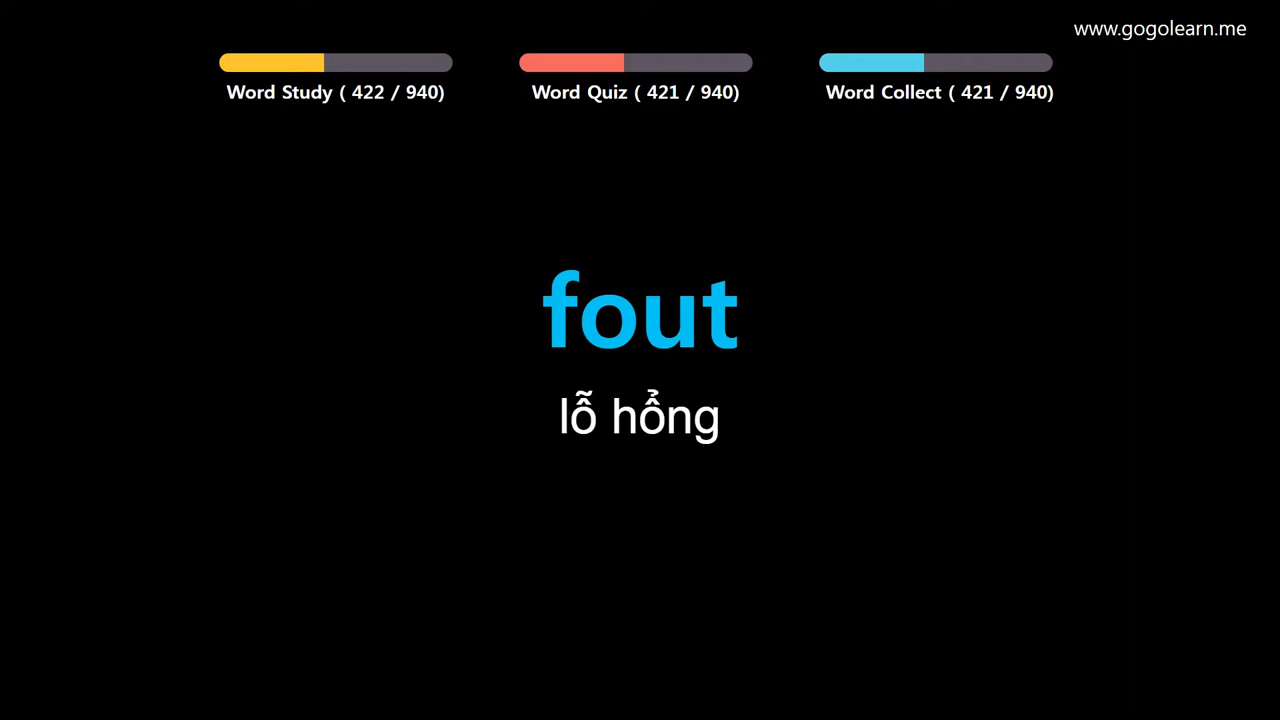 www.gogolearn.me
Word Study ( 422 / 940)
Word Quiz ( 421 / 940)
Word Collect ( 421 / 940)
fout
lỗ hổng